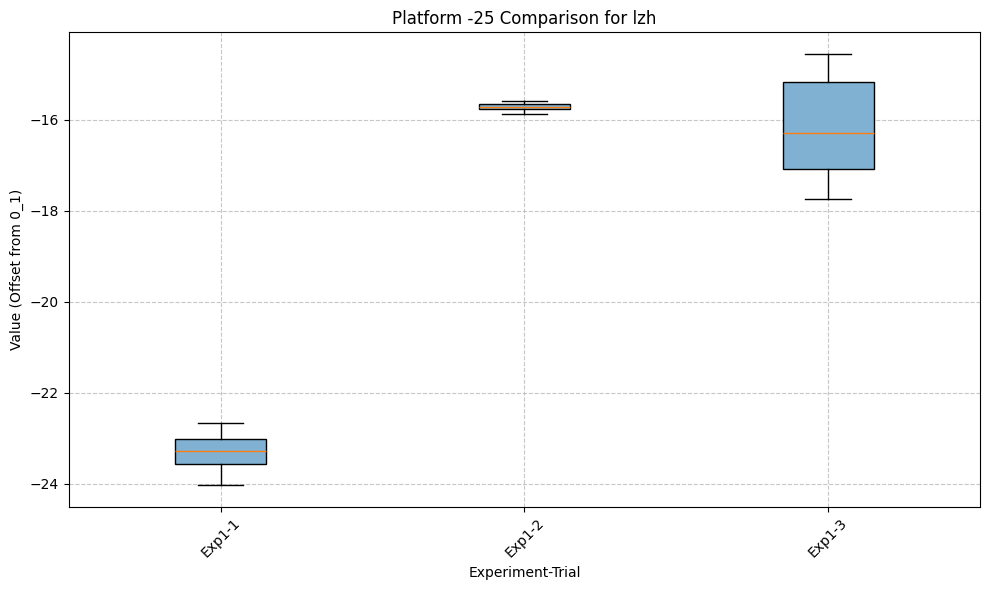 Platform -25 Comparison for lzh
Value (Offset from 0_1)
−16
−18
−20
−22
−24
Exp1-1
Exp1-2
Exp1-3
Experiment-Trial